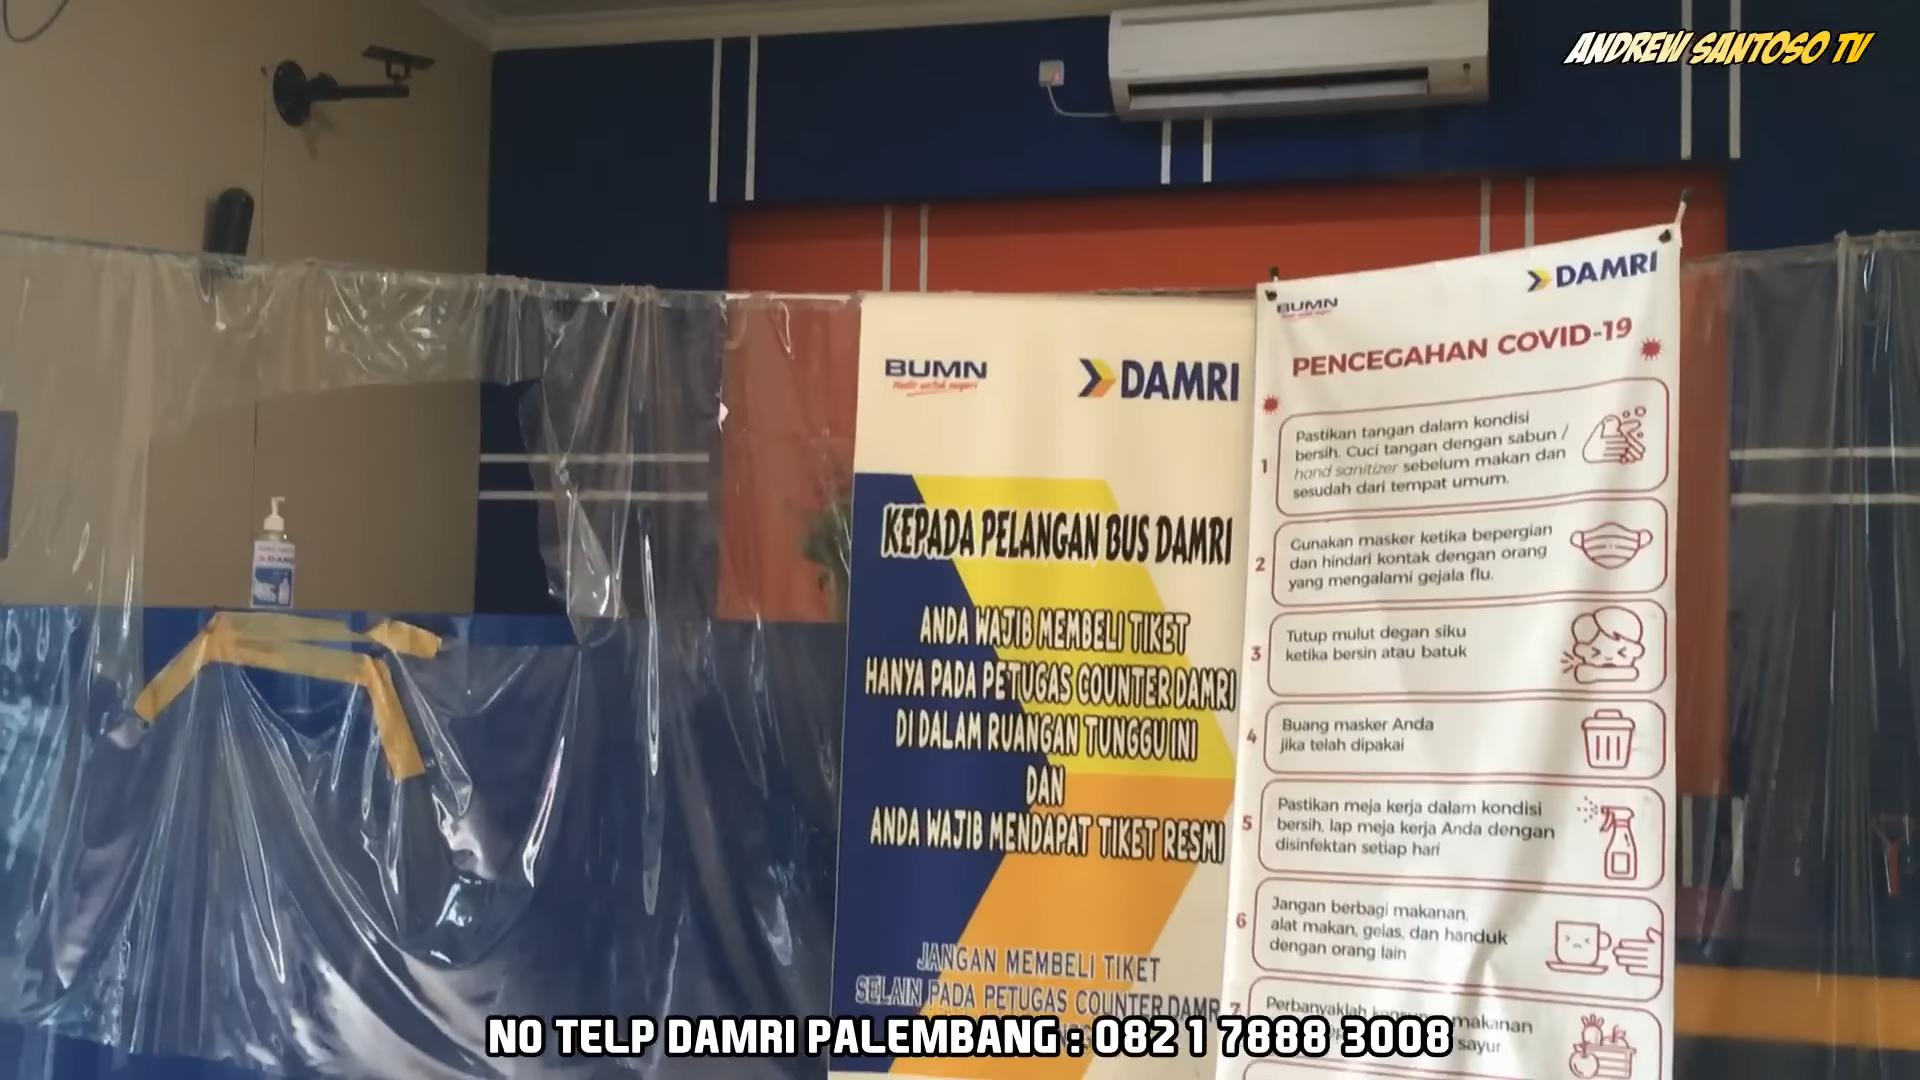 ANDREW SANTOSO TV
BUMN
Hadir untuk negeri
DAMRI
KEPADA PELANGAN BUS DAMRI
ANDA WAJIB MEMBELI TIKET
HANYA PADA PETUGAS COUNTER DAMRI
DI DALAM RUANGAN TUNGGU INI
DAN
ANDA WAJIB MENDAPAT TIKET RESMI
JANGAN MEMBELI TIKET
SELAIN PADA PETUGAS COUNTER DAMR
BUMN
DAMRI
PENCEGAHAN COVID-19
1
Pastikan tangan dalam kondisi
bersih. Cuci tangan dengan sabun /
hand sanitizer sebelum makan dan
sesudah dari tempat umum.
2
Gunakan masker ketika bepergian
dan hindari kontak dengan orang
yang mengalami gejala flu.
3
Tutup mulut degan siku
ketika bersin atau batuk
4
Buang masker Anda
jika telah dipakai
5
Pastikan meja kerja dalam kondisi
bersih, lap meja kerja Anda dengan
disinfektan setiap hari
6
Jangan berbagi makanan,
alat makan, gelas, dan handuk
dengan orang lain
7
Perbanyaklah makanan
sayur
DAMRI
NO TELP DAMRI PALEMBANG : 0821 7888 3008